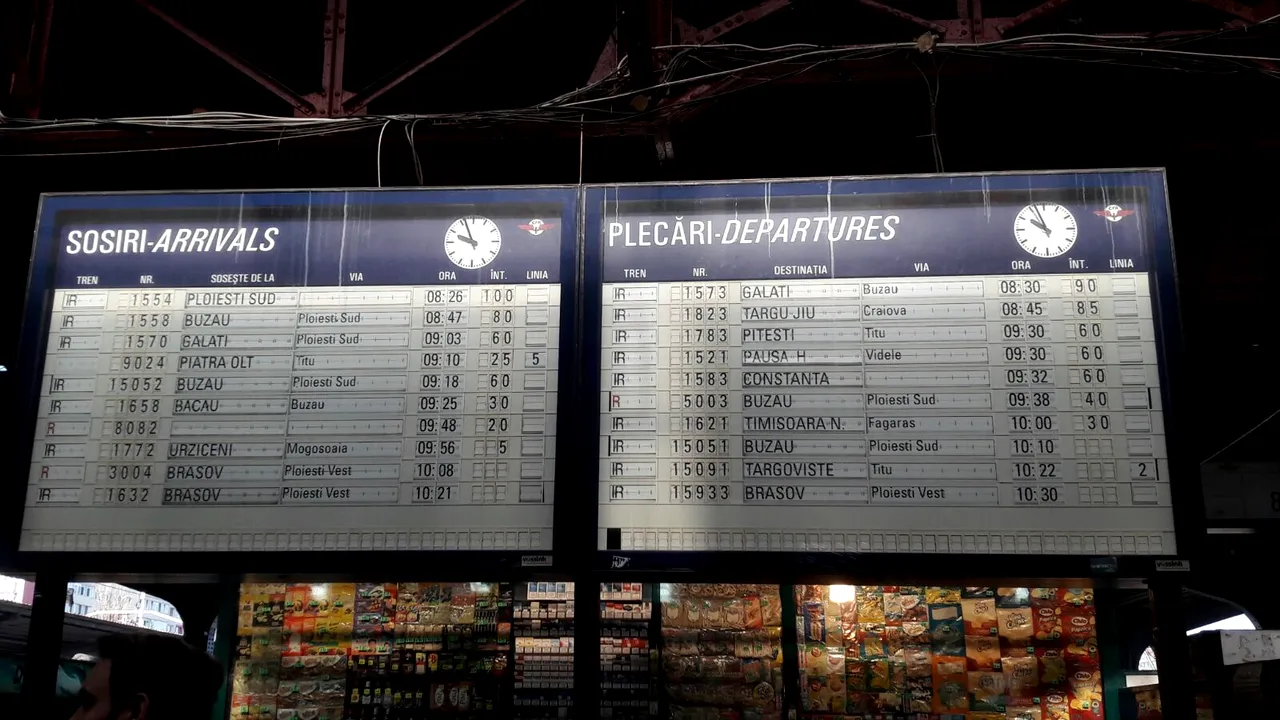 SOSIRI-ARRIVALS
TREN NR. SOSEŞTE DE LA VIA ORA ÎNT. LINIA
IR 1554 PLOIESTI SUD 08:26 100
IR 1558 BUZAU Ploiesti Sud 08:47 80
IR 1570 GALATI Ploiesti Sud 09:03 60
9024 PIATRA OLT Titu 09:10 25 5
IR 15052 BUZAU Ploiesti Sud 09:18 60
IR 1658 BACAU Buzau 09:25 30
R 8082 09:48 20
IR 1772 URZICENI Mogosoaia 09:56 5
R 3004 BRASOV Ploiesti Vest 10:08
IR 1632 BRASOV Ploiesti Vest 10:21
PLECĂRI-DEPARTURES
TREN NR. DESTINAŢIA VIA ORA ÎNT. LINIA
IR 1573 GALATI Buzau 08:30 90
IR 1823 TARGU JIU Craiova 08:45 85
IR 1783 PITESTI Titu 09:30 60
IR 1521 PAUSA H Videle 09:30 60
IR 1583 CONSTANTA 09:32 60
R 5003 BUZAU Ploiesti Sud 09:38 40
IR 1621 TIMISOARA N. Fagaras 10:00 30
IR 15051 BUZAU Ploiesti Sud 10:10
IR 15091 TARGOVISTE Titu 10:22 2
IR 15933 BRASOV Ploiesti Vest 10:30